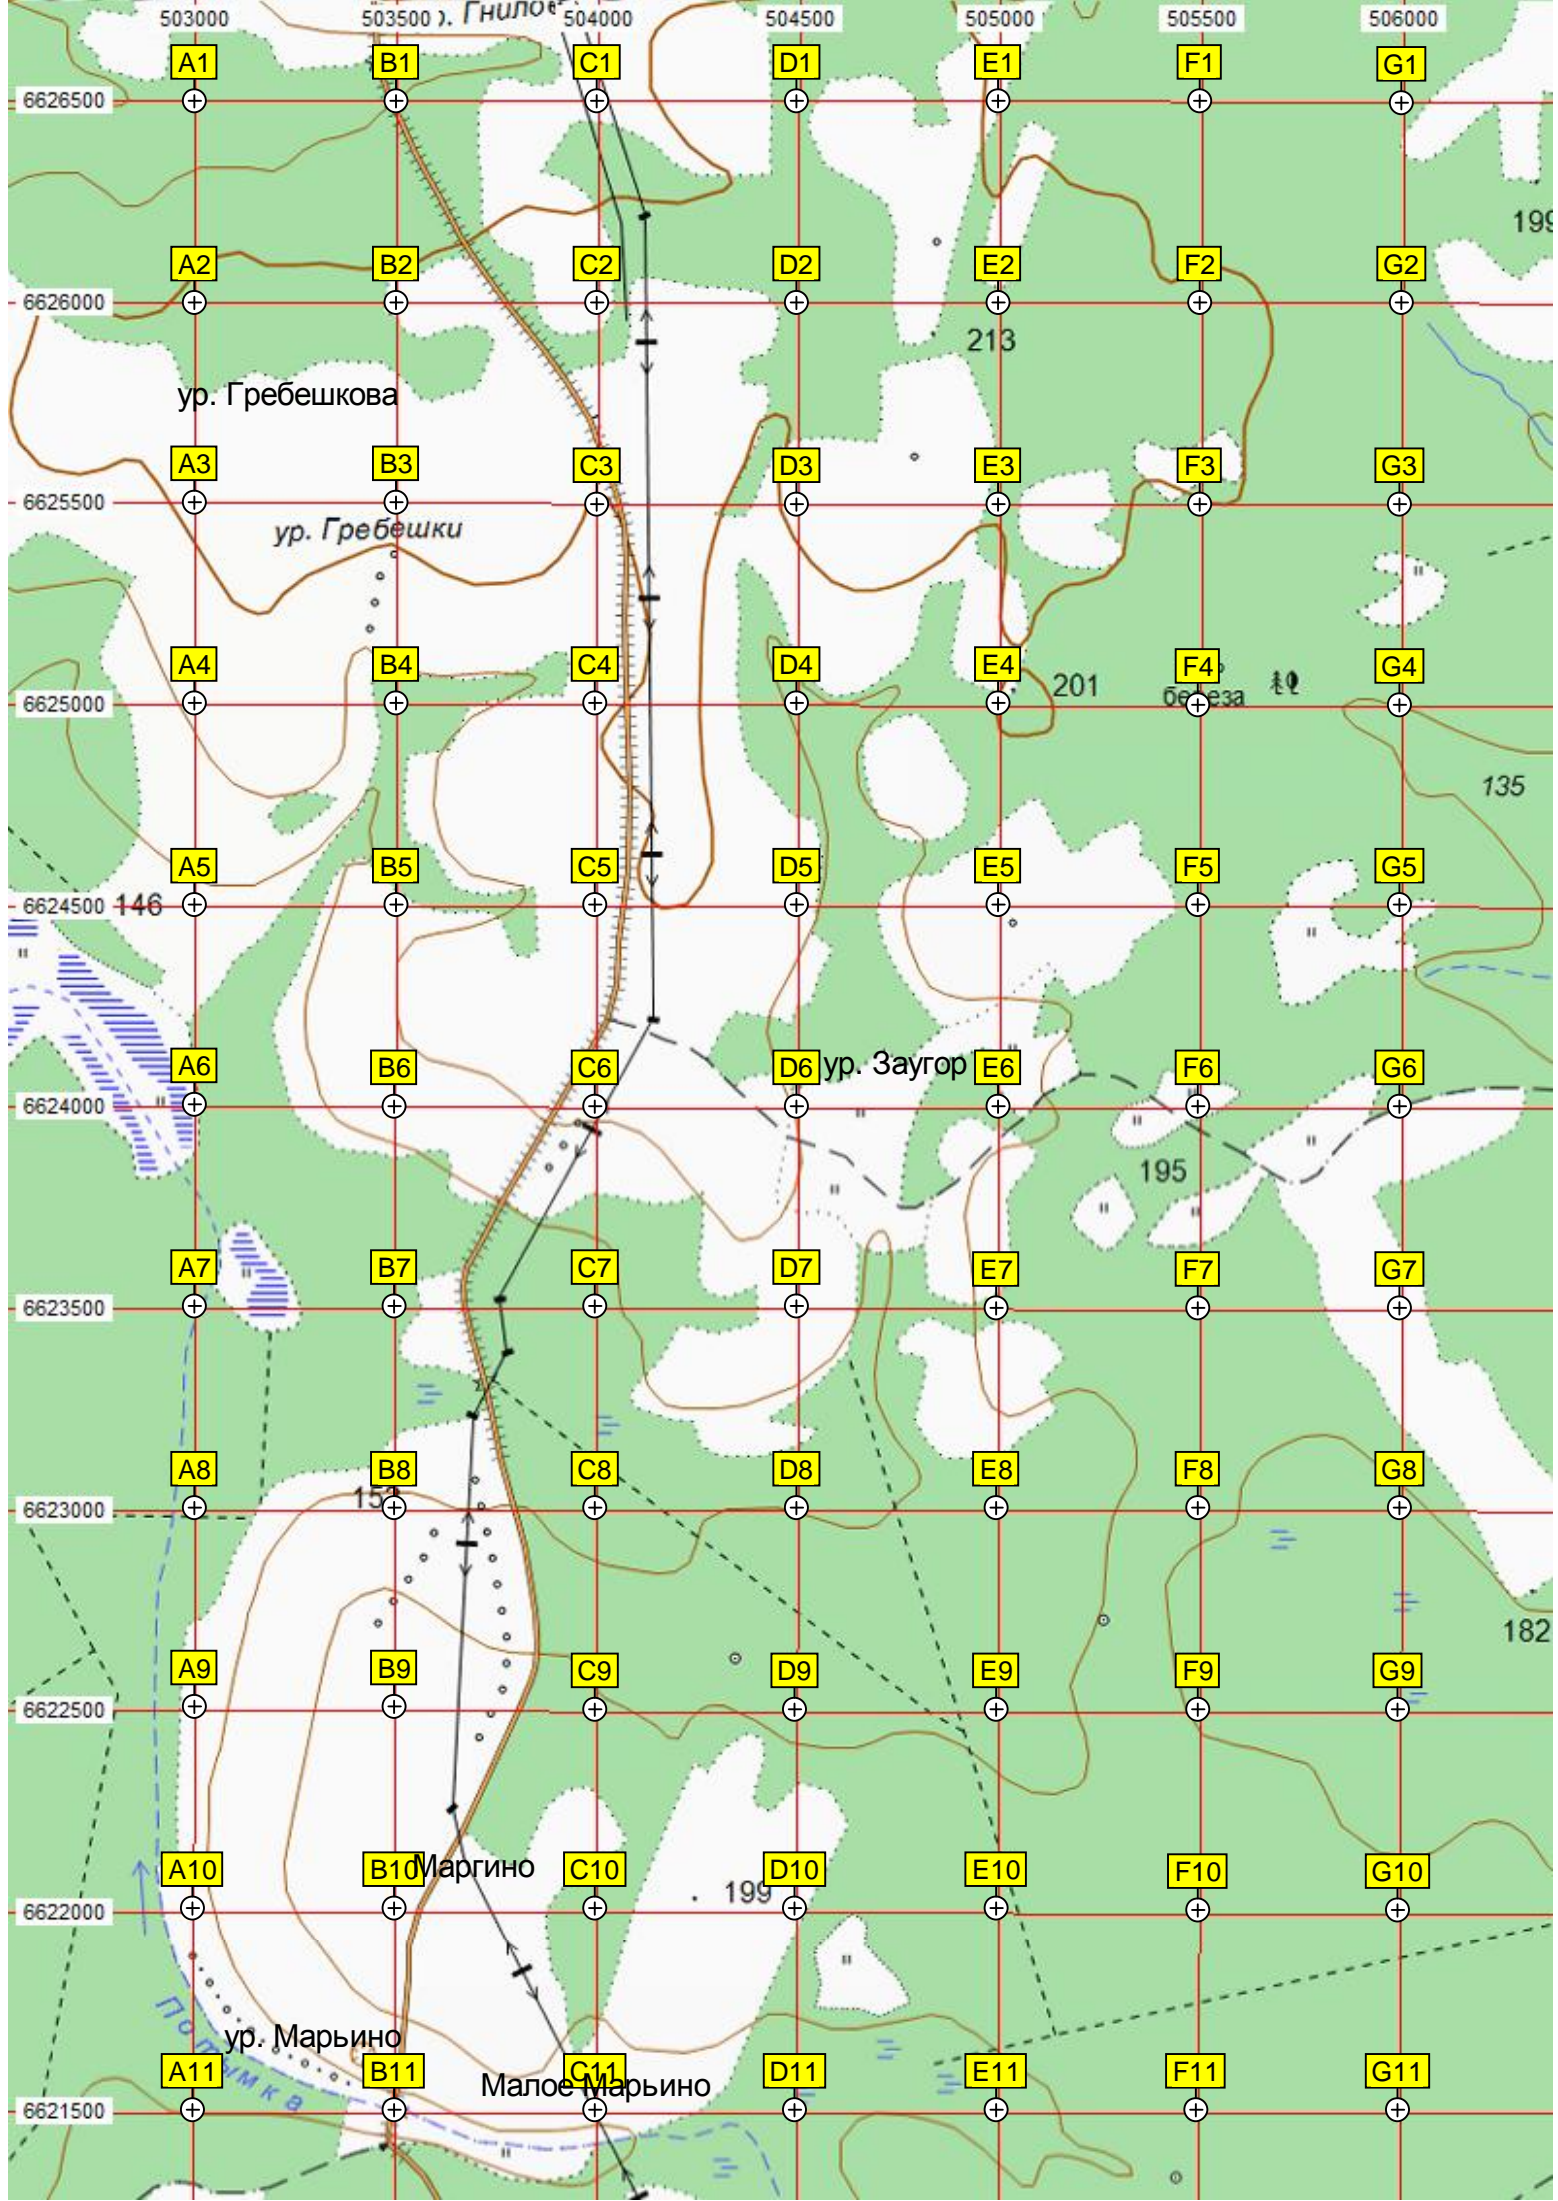 503000 503500 р. Гнилое 504000 504500 505000 505500 506000
A1 B1 C1 D1 E1 F1 G1
6626500
199
A2 B2 C2 D2 E2 F2 G2
6626000
213
ур. Гребешкова
A3 B3 C3 D3 E3 F3 G3
6625500
ур. Гребешки
A4 B4 C4 D4 E4 F4 G4
201
береза
6625000
135
A5 B5 C5 D5 E5 F5 G5
6624500 146
A6 B6 C6 D6 ур. Заугор E6 F6 G6
6624000
195
A7 B7 C7 D7 E7 F7 G7
6623500
A8 B8 C8 D8 E8 F8 G8
6623000
182
A9 B9 C9 D9 E9 F9 G9
6622500
A10 B10 Маргино C10 D10 E10 F10 G10
199
6622000
Потымка
ур. Марьино
A11 B11 C11 D11 E11 F11 G11
Малое Марьино
6621500